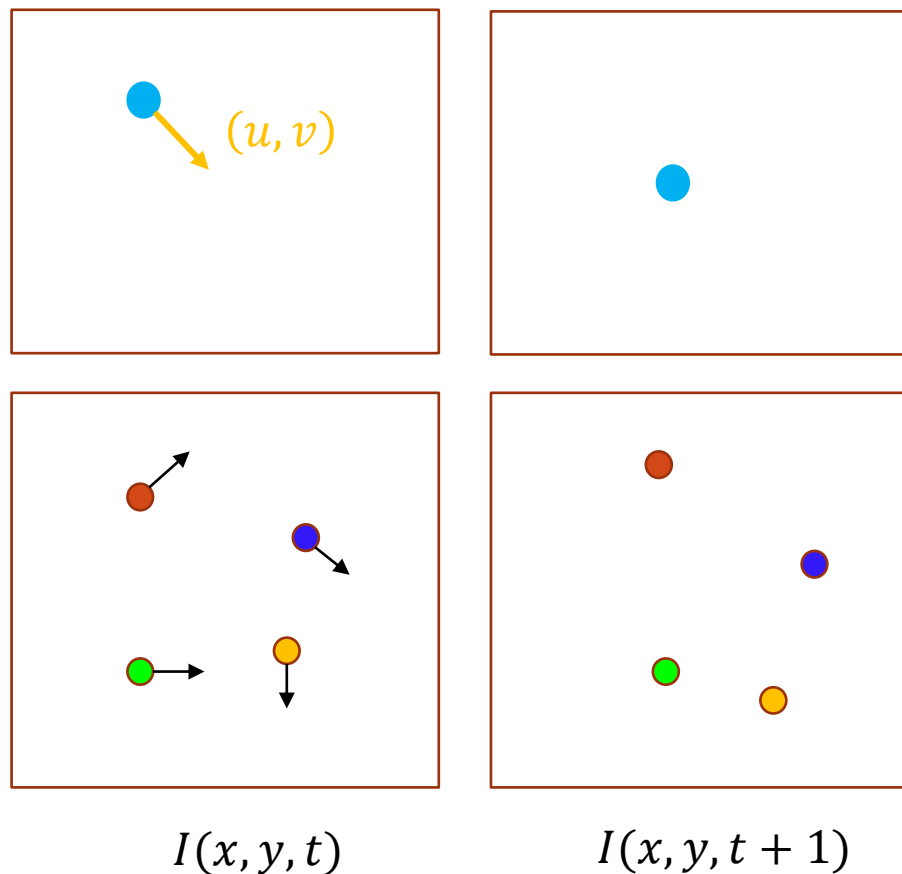 (u, v)
I(x, y, t)
I(x, y, t + 1)